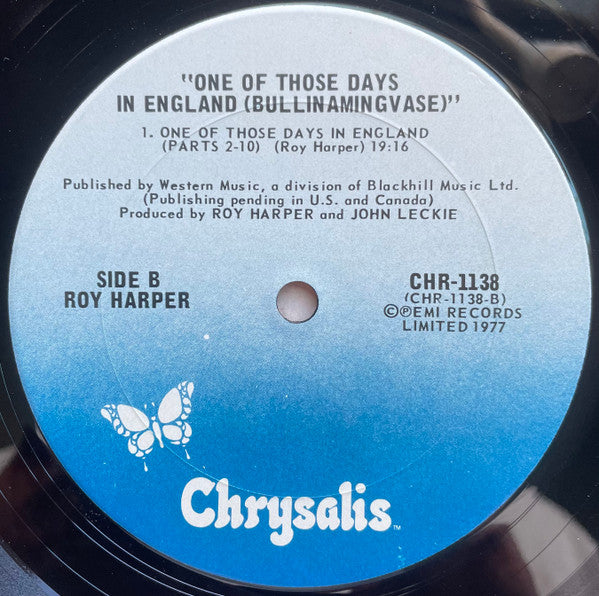 "ONE OF THOSE DAYS
IN ENGLAND (BULLINAMINGVASE)"
1. ONE OF THOSE DAYS IN ENGLAND
(PARTS 2-10) (Roy Harper) 19:16
Published by Western Music, a division of Blackhill Music Ltd.
(Publishing pending in U.S. and Canada)
Produced by ROY HARPER and JOHN LECKIE
SIDE B
ROY HARPER
CHR-1138
(CHR-1138-B)
©℗EMI RECORDS
LIMITED 1977
Chrysalis™